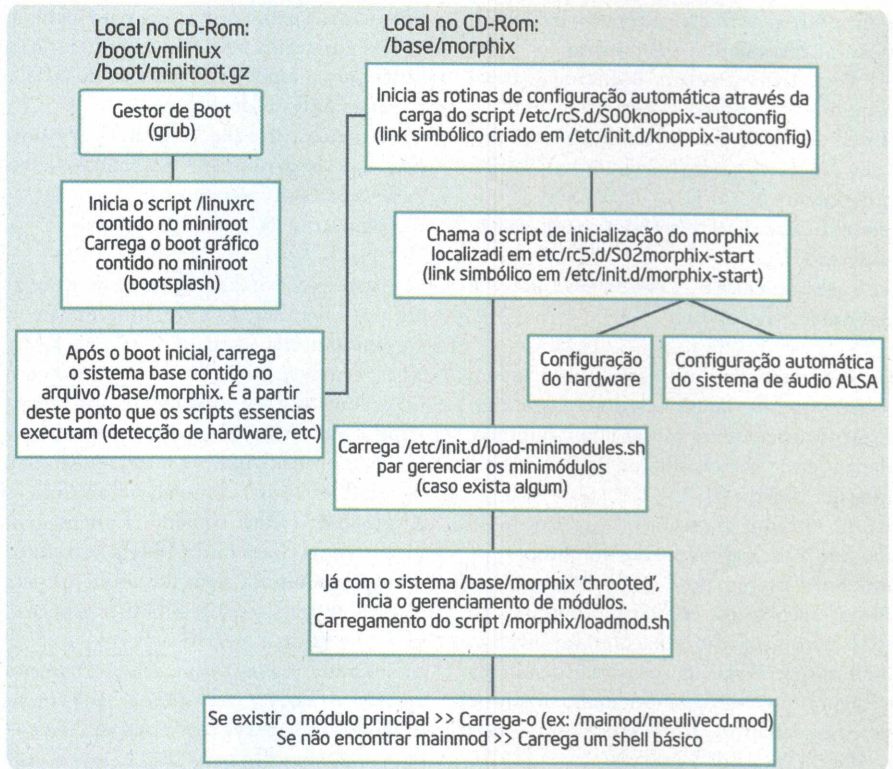 Local no CD-Rom:
/boot/vmlinux
/boot/minitoot.gz
Gestor de Boot
(grub)
Inicia o script /linuxrc
contido no miniroot
Carrega o boot gráfico
contido no miniroot
(bootsplash)
Após o boot inicial, carrega
o sistema base contido no
arquivo /base/morphix. É a partir
deste ponto que os scripts essencias
executam (detecção de hardware, etc)
Local no CD-Rom:
/base/morphix
Inicia as rotinas de configuração automática através da
carga do script /etc/rcS.d/S00knoppix-autoconfig
(link simbólico criado em /etc/init.d/knoppix-autoconfig)
Chama o script de inicialização do morphix
localizadi em etc/rc5.d/S02morphix-start
(link simbólico em /etc/init.d/morphix-start)
Configuração
do hardware
Configuração automática
do sistema de áudio ALSA
Carrega /etc/init.d/load-minimodules.sh
par gerenciar os minimódulos
(caso exista algum)
Já com o sistema /base/morphix 'chrooted',
incia o gerenciamento de módulos.
Carregamento do script /morphix/loadmod.sh
Se existir o módulo principal >> Carrega-o (ex: /maimod/meulivecd.mod)
Se não encontrar mainmod >> Carrega um shell básico